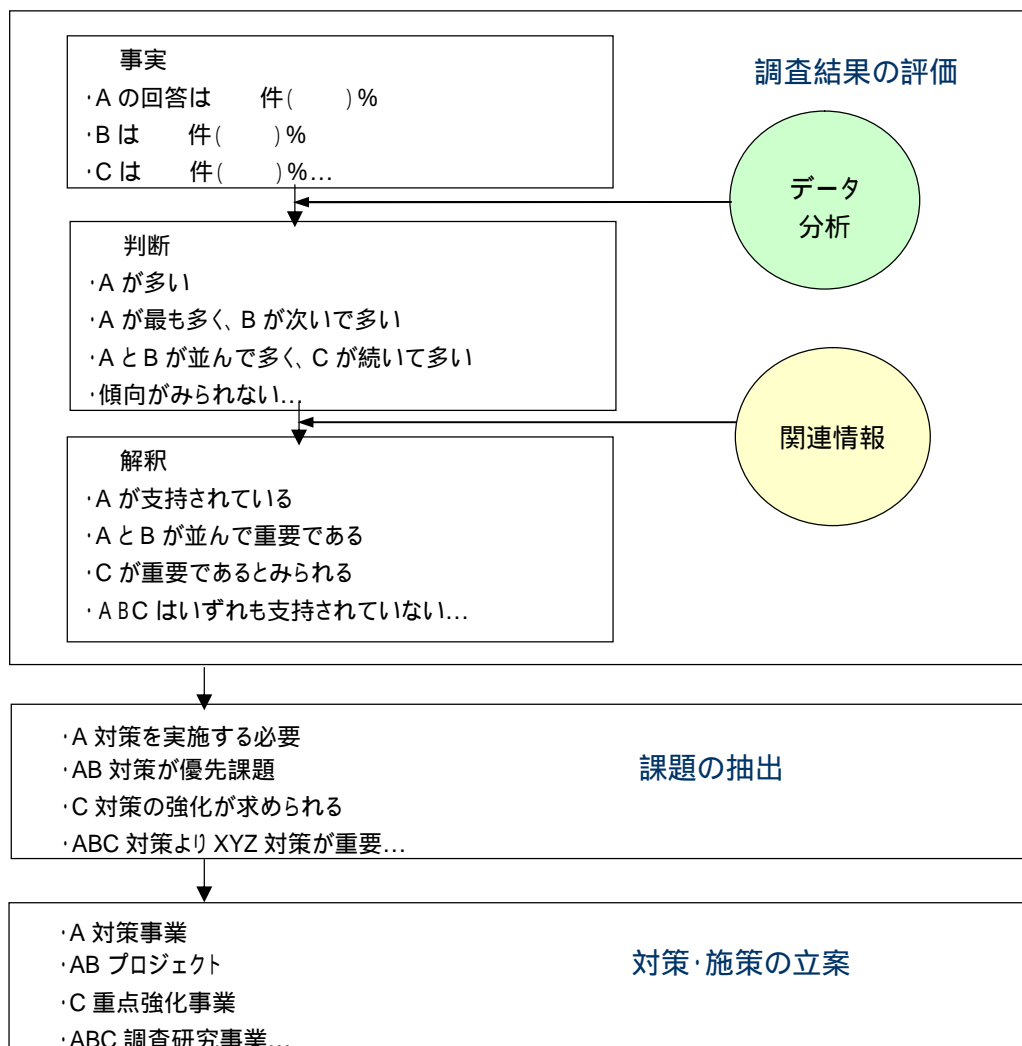 事実
・A の回答は　　件(　　)%
・B は　　件(　　)%
・C は　　件(　　)%…
調査結果の評価
データ
分析
判断
・A が多い
・A が最も多く、B が次いで多い
・A と B が並んで多く、C が続いて多い
・傾向がみられない…
関連情報
解釈
・A が支持されている
・A と B が並んで重要である
・C が重要であるとみられる
・A B C はいずれも支持されていない…
・A 対策を実施する必要
・AB 対策が優先課題
・C 対策の強化が求められる
・ABC 対策より XYZ 対策が重要…
課題の抽出
・A 対策事業
・AB プロジェクト
・C 重点強化事業
・ABC 調査研究事業…
対策・施策の立案